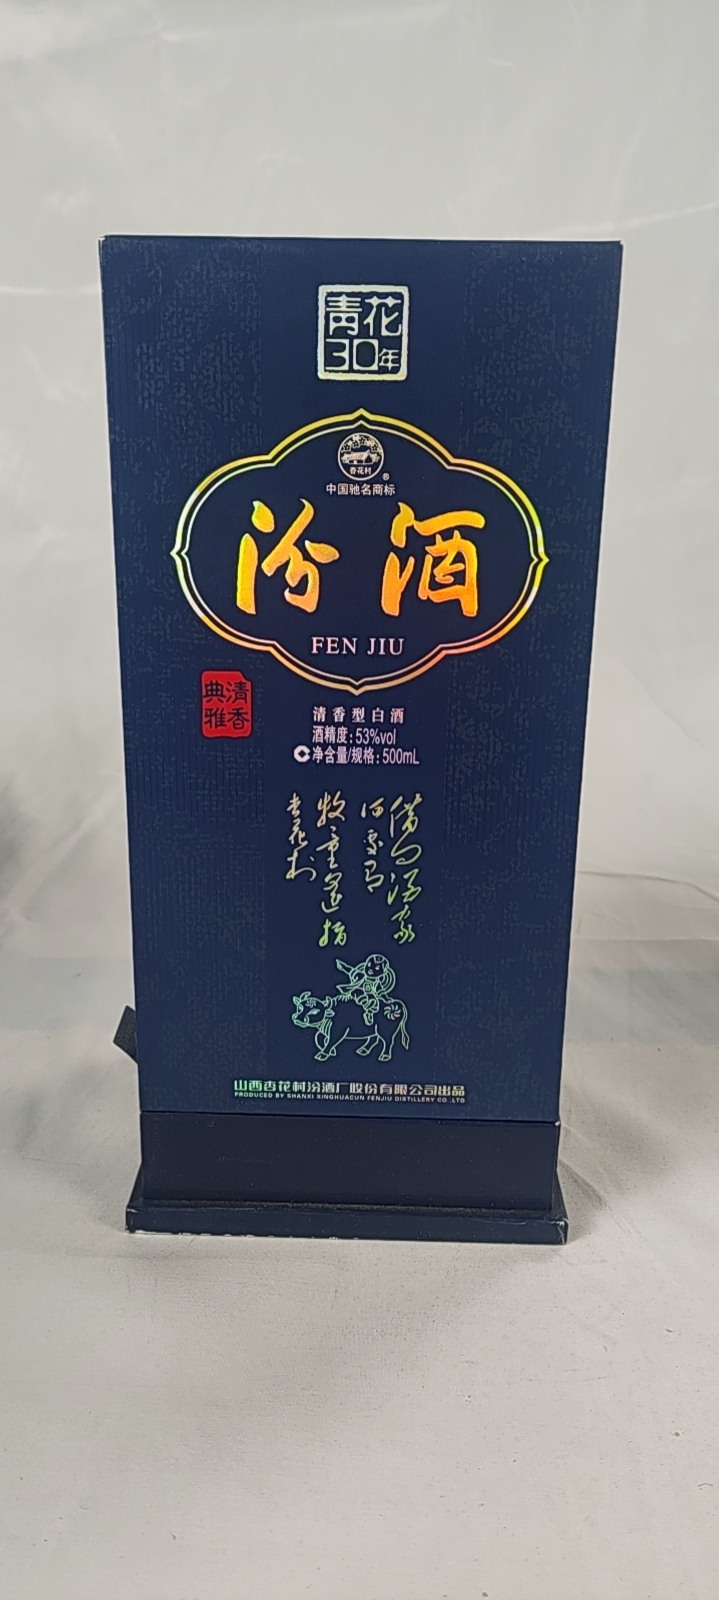 青花
30年
杏花村
®
中国驰名商标
汾酒
FEN JIU
清香
典雅
清香型白酒
酒精度:53%vol
净含量/规格:500mL
借问酒家
何处有
牧童遥指
杏花村
山西杏花村汾酒厂股份有限公司出品
PRODUCED BY SHANXI XINGHUACUN FENJIU DISTILLERY CO.,LTD